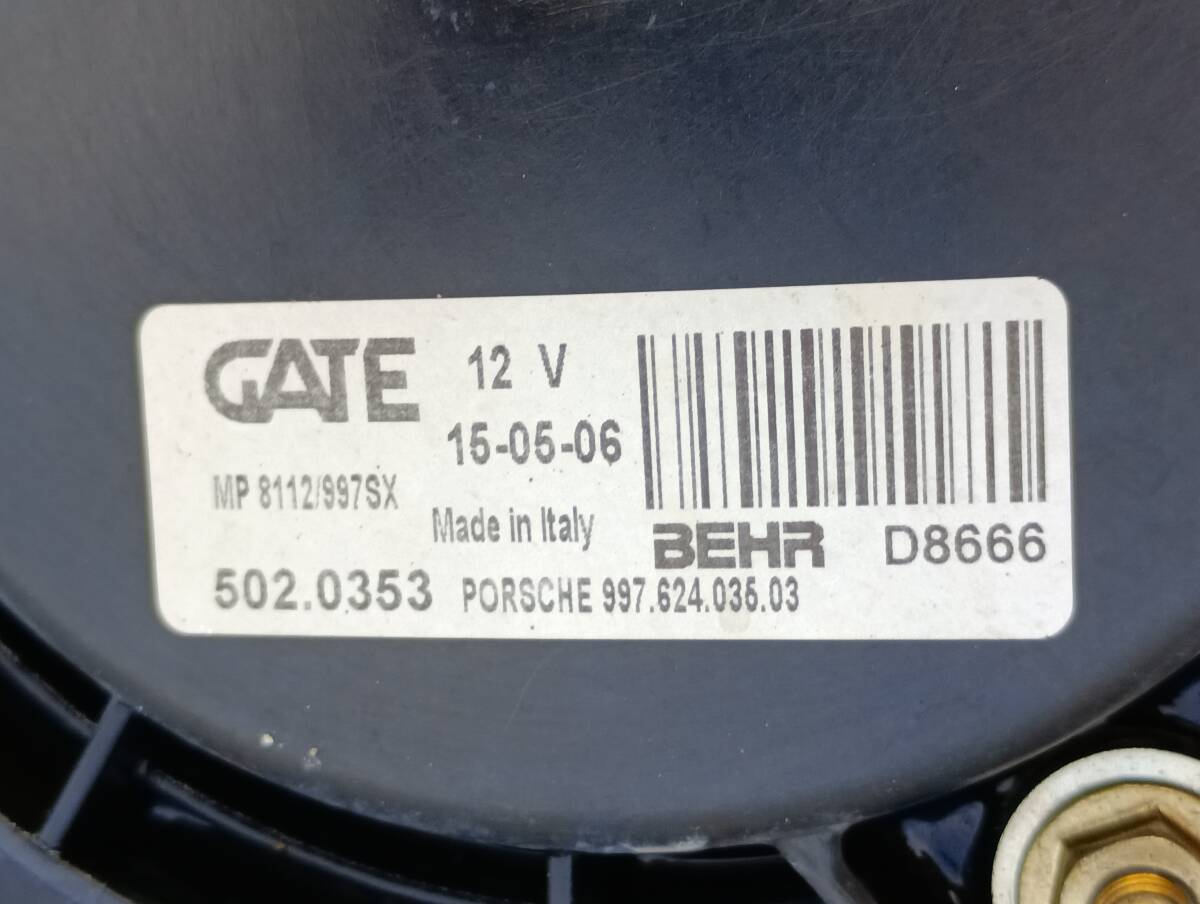 GATE
12 V
15-05-06
MP 8112/997SX
Made in Italy
BEHR D8666
502.0353 PORSCHE 997.624.036.03